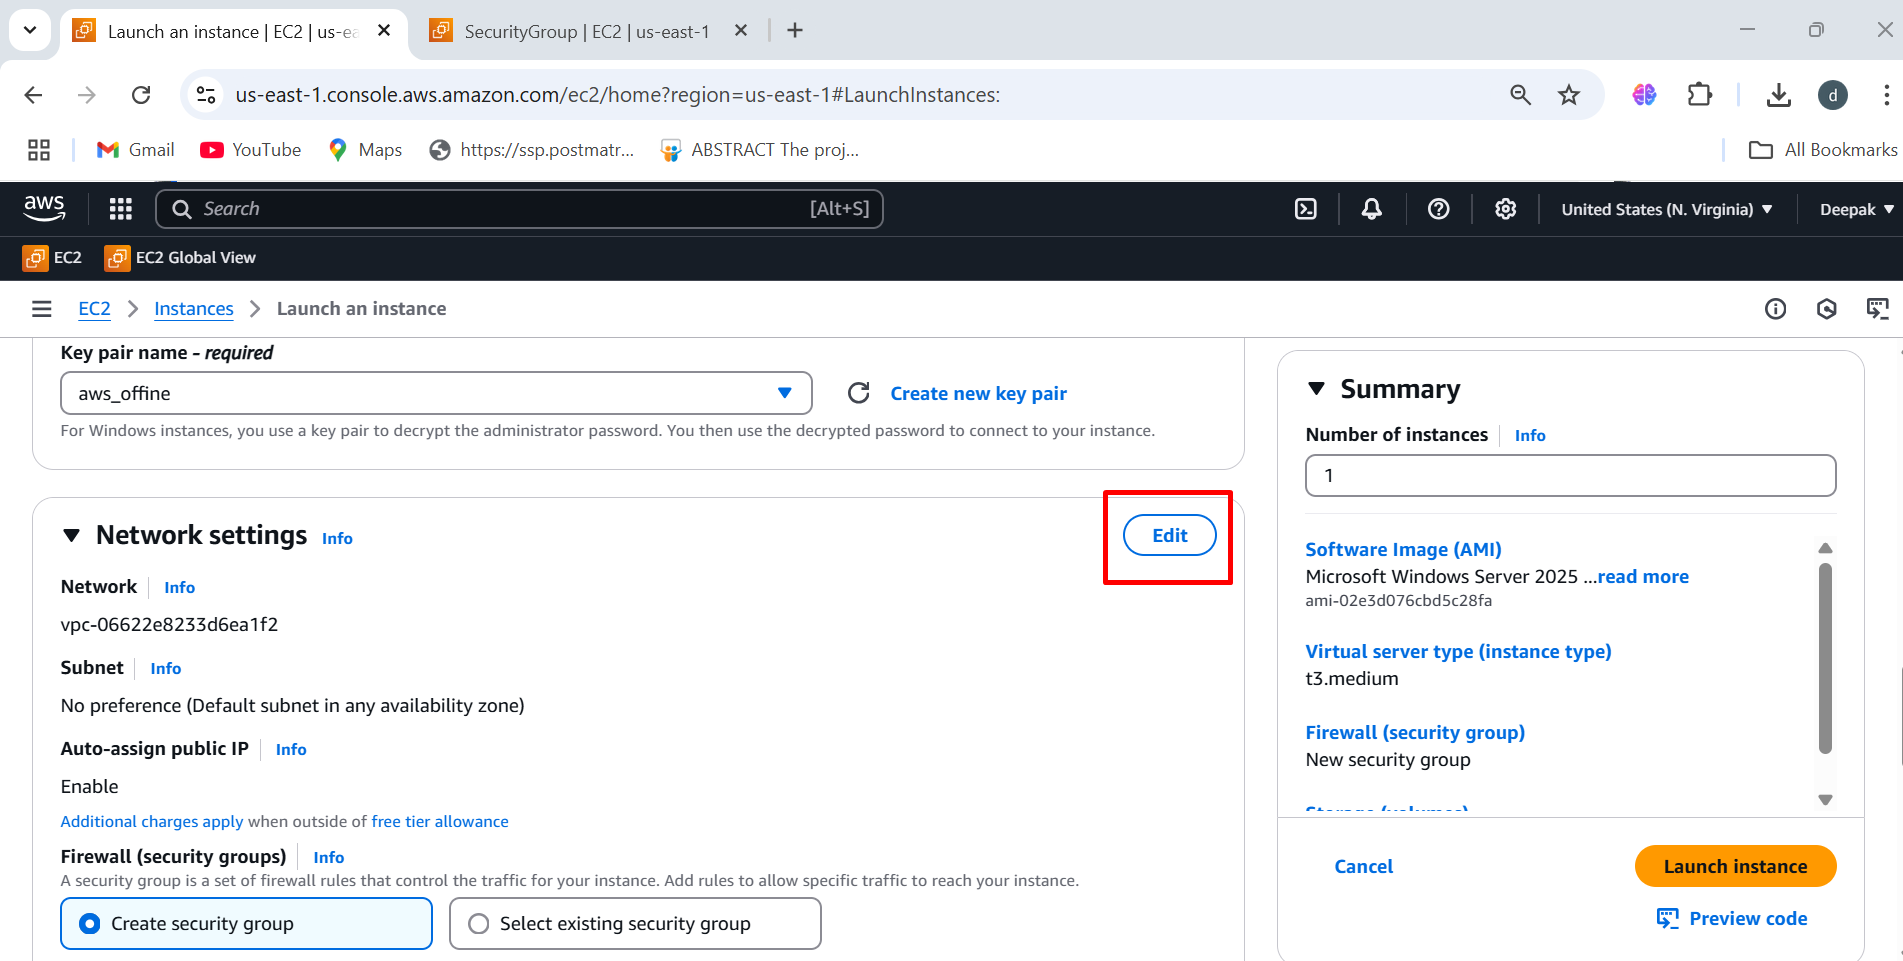 Launch an instance | EC2 | us-ea
SecurityGroup | EC2 | us-east-1
us-east-1.console.aws.amazon.com/ec2/home?region=us-east-1#LaunchInstances:
d
Gmail
YouTube
Maps
https://ssp.postmatr...
ABSTRACT The proj...
All Bookmarks
aws
Search
[Alt+S]
United States (N. Virginia)
Deepak
EC2
EC2 Global View
EC2
Instances
Launch an instance
Key pair name - required
aws_offine
Create new key pair
For Windows instances, you use a key pair to decrypt the administrator password. You then use the decrypted password to connect to your instance.
Network settings Info
Edit
Network Info
vpc-06622e8233d6ea1f2
Subnet Info
No preference (Default subnet in any availability zone)
Auto-assign public IP Info
Enable
Additional charges apply when outside of free tier allowance
Firewall (security groups) Info
A security group is a set of firewall rules that control the traffic for your instance. Add rules to allow specific traffic to reach your instance.
Create security group
Select existing security group
Summary
Number of instances Info
1
Software Image (AMI)
Microsoft Windows Server 2025 ...read more
ami-02e3d076cbd5c28fa
Virtual server type (instance type)
t3.medium
Firewall (security group)
New security group
Storage (volumes)
Cancel
Launch instance
Preview code